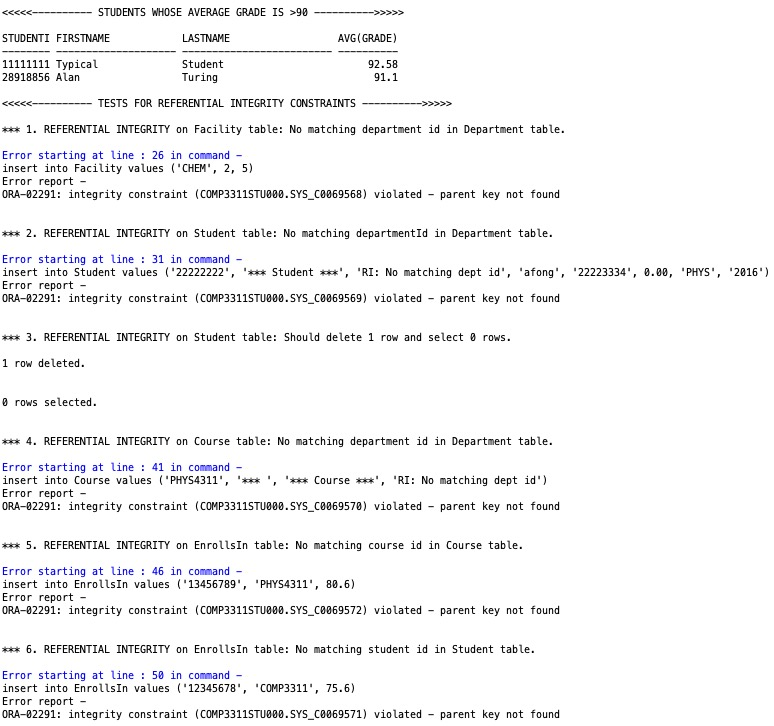 <<<<<---------- STUDENTS WHOSE AVERAGE GRADE IS >90 ---------->>>>>
STUDENTI FIRSTNAME LASTNAME AVG(GRADE)
-------- -------------------- ------------------------- ----------
11111111 Typical Student 92.58
28918856 Alan Turing 91.1
<<<<<---------- TESTS FOR REFERENTIAL INTEGRITY CONSTRAINTS ---------->>>>>
*** 1. REFERENTIAL INTEGRITY on Facility table: No matching department id in Department table.
Error starting at line : 26 in command -
insert into Facility values ('CHEM', 2, 5)
Error report -
ORA-02291: integrity constraint (COMP3311STU000.SYS_C0069568) violated - parent key not found
*** 2. REFERENTIAL INTEGRITY on Student table: No matching departmentId in Department table.
Error starting at line : 31 in command -
insert into Student values ('22222222', '*** Student ***', 'RI: No matching dept id', 'afong', '22223334', 0.00, 'PHYS', '2016')
Error report -
ORA-02291: integrity constraint (COMP3311STU000.SYS_C0069569) violated - parent key not found
*** 3. REFERENTIAL INTEGRITY on Student table: Should delete 1 row and select 0 rows.
1 row deleted.
0 rows selected.
*** 4. REFERENTIAL INTEGRITY on Course table: No matching department id in Department table.
Error starting at line : 41 in command -
insert into Course values ('PHYS4311', '*** ', '*** Course ***', 'RI: No matching dept id')
Error report -
ORA-02291: integrity constraint (COMP3311STU000.SYS_C0069570) violated - parent key not found
*** 5. REFERENTIAL INTEGRITY on EnrollsIn table: No matching course id in Course table.
Error starting at line : 46 in command -
insert into EnrollsIn values ('13456789', 'PHYS4311', 80.6)
Error report -
ORA-02291: integrity constraint (COMP3311STU000.SYS_C0069572) violated - parent key not found
*** 6. REFERENTIAL INTEGRITY on EnrollsIn table: No matching student id in Student table.
Error starting at line : 50 in command -
insert into EnrollsIn values ('12345678', 'COMP3311', 75.6)
Error report -
ORA-02291: integrity constraint (COMP3311STU000.SYS_C0069571) violated - parent key not found